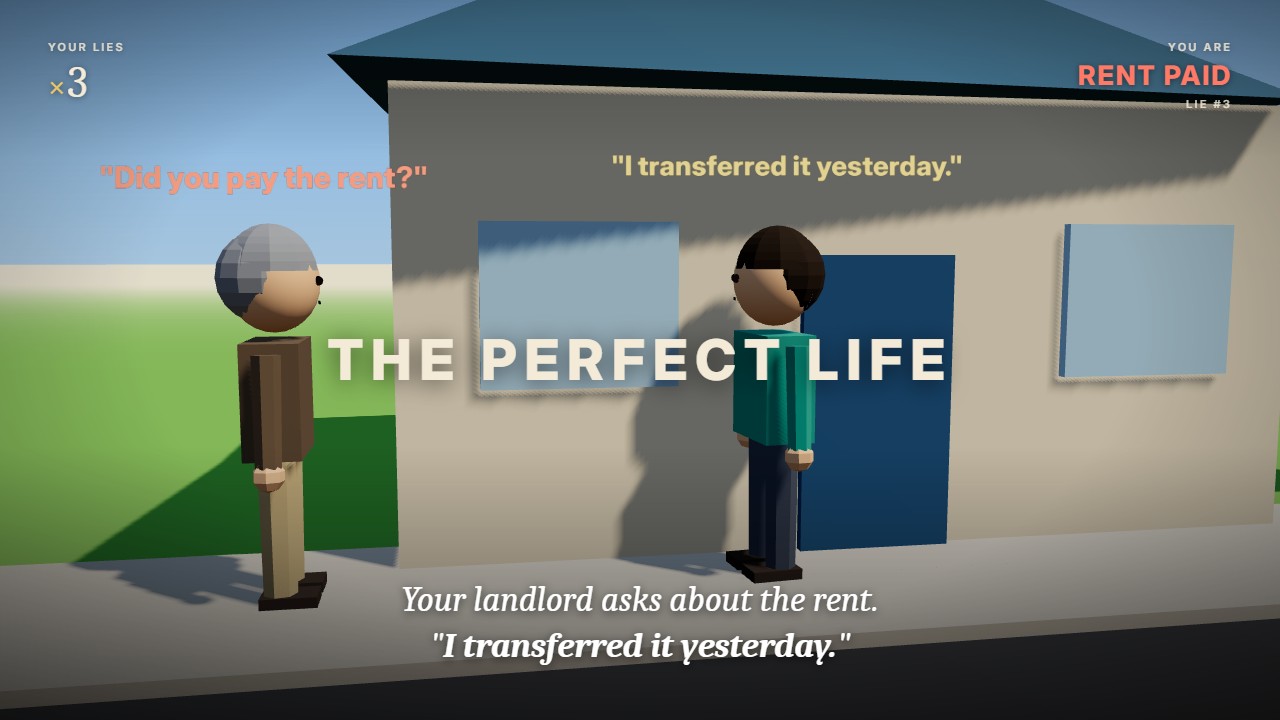 YOUR LIES
×3
YOU ARE
RENT PAID
LIE #3
"Did you pay the rent?"
"I transferred it yesterday."
THE PERFECT LIFE
Your landlord asks about the rent.
"I transferred it yesterday."